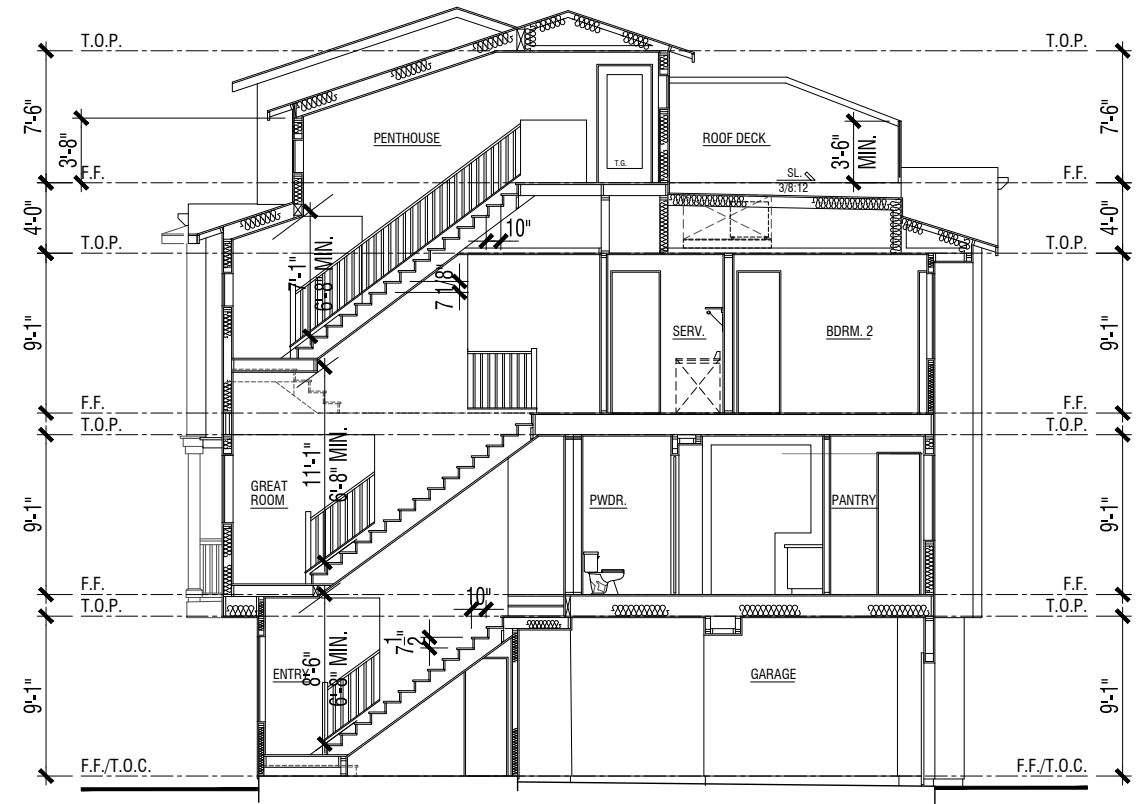 T.O.P.
T.O.P.
7'-6"
7'-6"
3'-8"
PENTHOUSE
ROOF DECK
3'-6"
MIN.
T.G.
F.F.
SL.
F.F.
3/8:12
4'-0"
4'-0"
10"
T.O.P.
T.O.P.
7'-1"
6'-8" MIN.
7 1/8"
9'-1"
SERV.
BDRM. 2
9'-1"
F.F.
F.F.
T.O.P.
T.O.P.
11'-1"
6'-8" MIN.
GREAT
ROOM
PWDR.
PANTRY
9'-1"
9'-1"
F.F.
F.F.
T.O.P.
10"
T.O.P.
7 1/2"
8'-6"
6'-8" MIN.
ENTRY
GARAGE
9'-1"
9'-1"
F.F./T.O.C.
F.F./T.O.C.